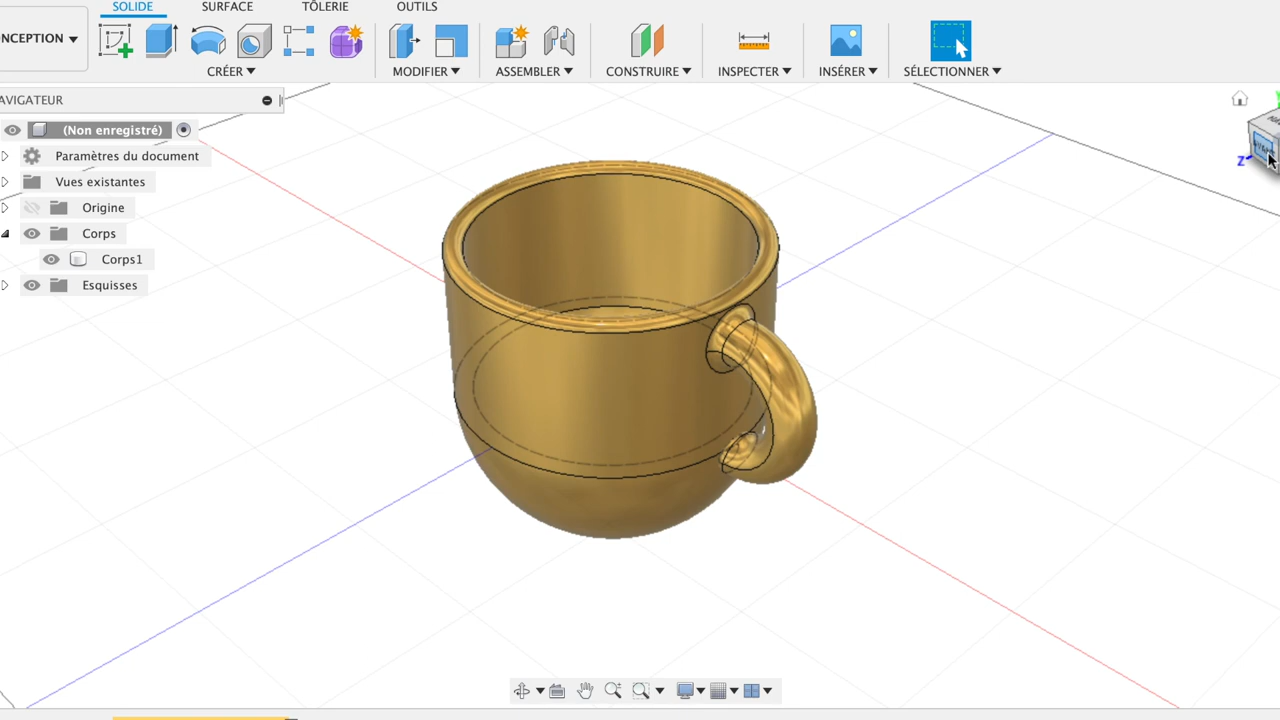 SOLIDE SURFACE TÔLERIE OUTILS
NCEPTION
CRÉER MODIFIER ASSEMBLER CONSTRUIRE INSPECTER INSÉRER SÉLECTIONNER
AVIGATEUR
(Non enregistré)
Paramètres du document
Vues existantes
Origine
Corps
Corps1
Esquisses
Z